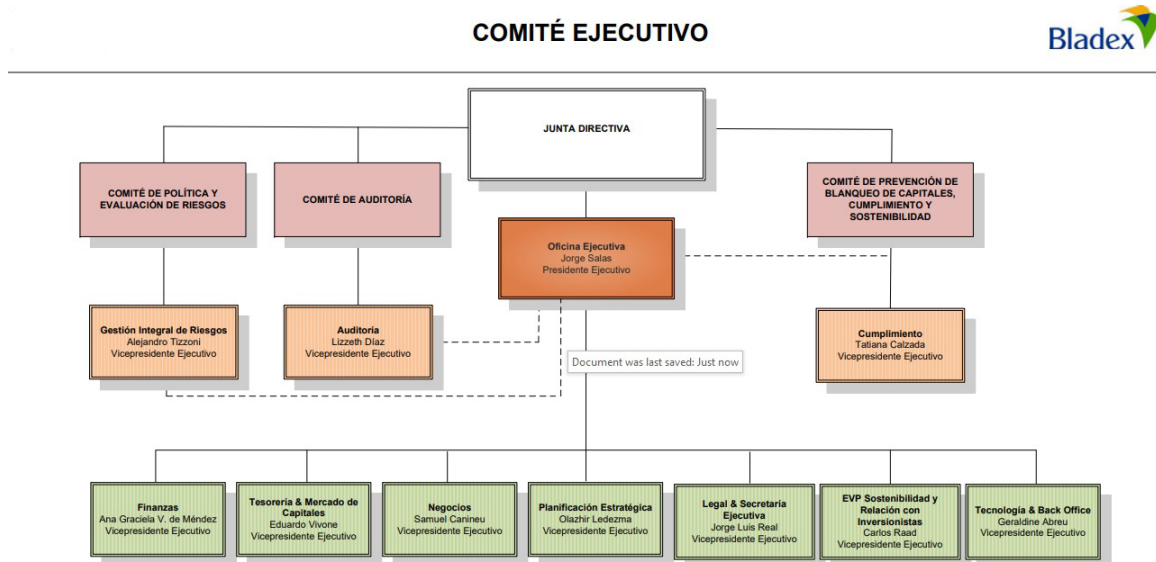 COMITÉ EJECUTIVO
Bladex
JUNTA DIRECTIVA
COMITÉ DE POLÍTICA Y
EVALUACIÓN DE RIESGOS
COMITÉ DE AUDITORÍA
COMITÉ DE PREVENCIÓN DE
BLANQUEO DE CAPITALES,
CUMPLIMIENTO Y
SOSTENIBILIDAD
Oficina Ejecutiva
Jorge Salas
Presidente Ejecutivo
Gestión Integral de Riesgos
Alejandro Tizzoni
Vicepresidente Ejecutivo
Auditoría
Lizzeth Díaz
Vicepresidente Ejecutivo
Cumplimiento
Tatiana Calzada
Vicepresidente Ejecutivo
Document was last saved: Just now
Finanzas
Ana Graciela V. de Méndez
Vicepresidente Ejecutivo
Tesorería & Mercado de
Capitales
Eduardo Vivone
Vicepresidente Ejecutivo
Negocios
Samuel Canineu
Vicepresidente Ejecutivo
Planificación Estratégica
Olazhir Ledezma
Vicepresidente Ejecutivo
Legal & Secretaría
Ejecutiva
Jorge Luis Real
Vicepresidente Ejecutivo
EVP Sostenibilidad y
Relación con
Inversionistas
Carlos Raad
Vicepresidente Ejecutivo
Tecnología & Back Office
Geraldine Abreu
Vicepresidente Ejecutivo